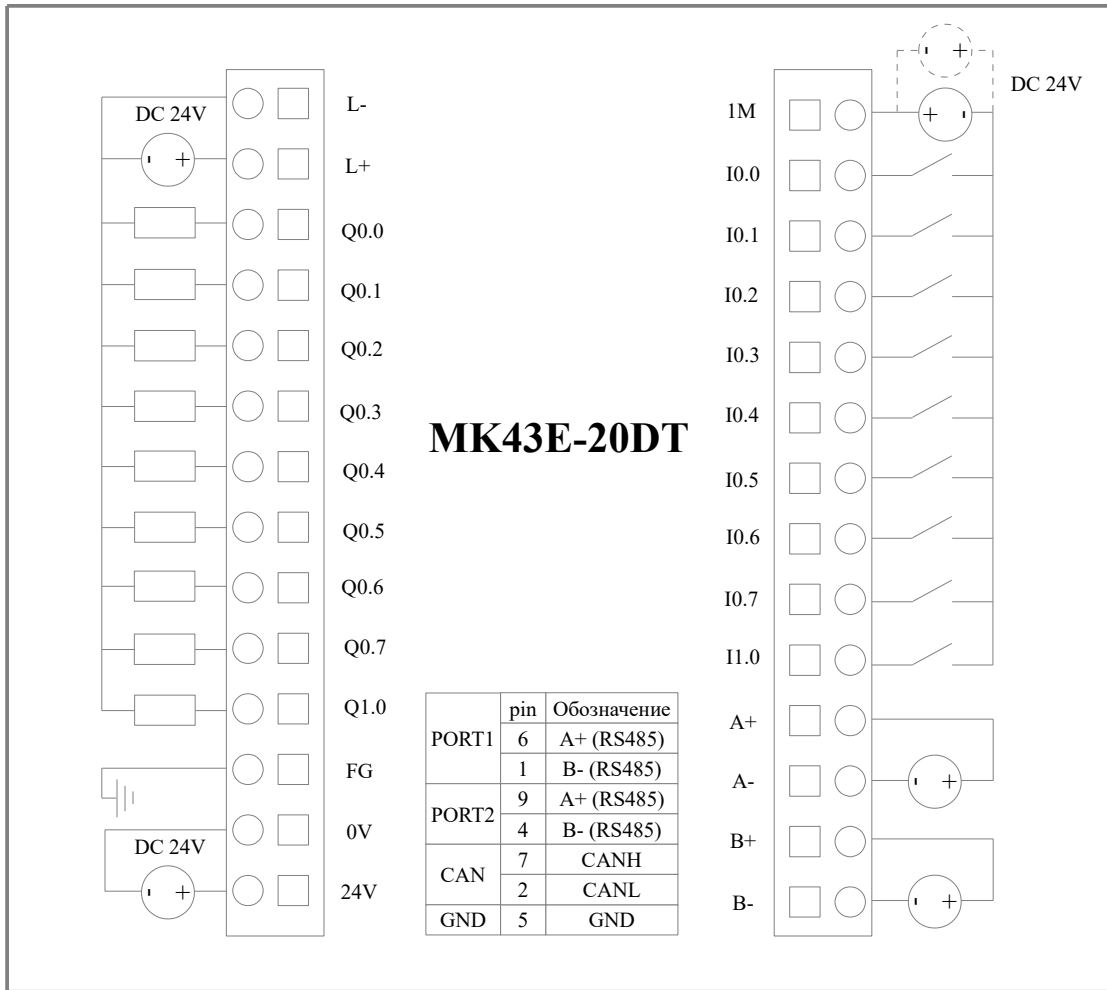 DC 24V
L-
L+
Q0.0
Q0.1
Q0.2
Q0.3
Q0.4
Q0.5
Q0.6
Q0.7
Q1.0
FG
0V
DC 24V
24V
MK43E-20DT
pin Обозначение
PORT1 6 A+ (RS485)
1 B- (RS485)
PORT2 9 A+ (RS485)
4 B- (RS485)
CAN 7 CANH
2 CANL
GND 5 GND
DC 24V
1M
I0.0
I0.1
I0.2
I0.3
I0.4
I0.5
I0.6
I0.7
I1.0
A+
A-
B+
B-